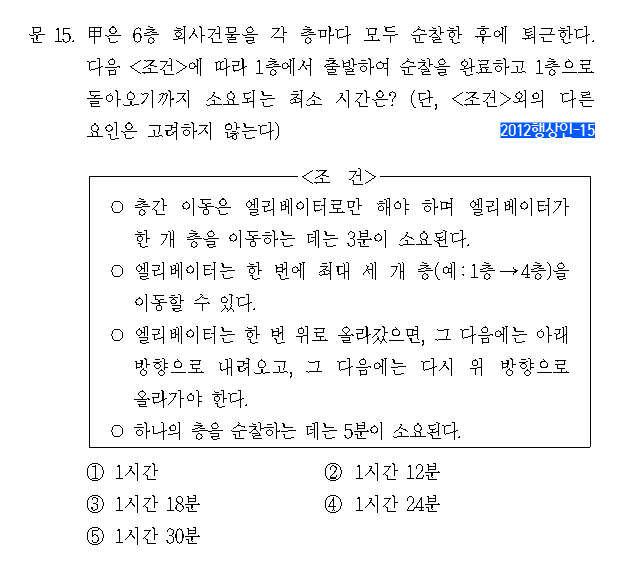 문 15. 甲은 6층 회사건물을 각 층마다 모두 순찰한 후에 퇴근한다.
다음 <조건>에 따라 1층에서 출발하여 순찰을 완료하고 1층으로
돌아오기까지 소요되는 최소 시간은? (단, <조건>외의 다른
요인은 고려하지 않는다) 2012행상인-15
<조 건>
○ 층간 이동은 엘리베이터로만 해야 하며 엘리베이터가
한 개 층을 이동하는 데는 3분이 소요된다.
○ 엘리베이터는 한 번에 최대 세 개 층(예:1층→4층)을
이동할 수 있다.
○ 엘리베이터는 한 번 위로 올라갔으면, 그 다음에는 아래
방향으로 내려오고, 그 다음에는 다시 위 방향으로
올라가야 한다.
○ 하나의 층을 순찰하는 데는 5분이 소요된다.
① 1시간 ② 1시간 12분
③ 1시간 18분 ④ 1시간 24분
⑤ 1시간 30분